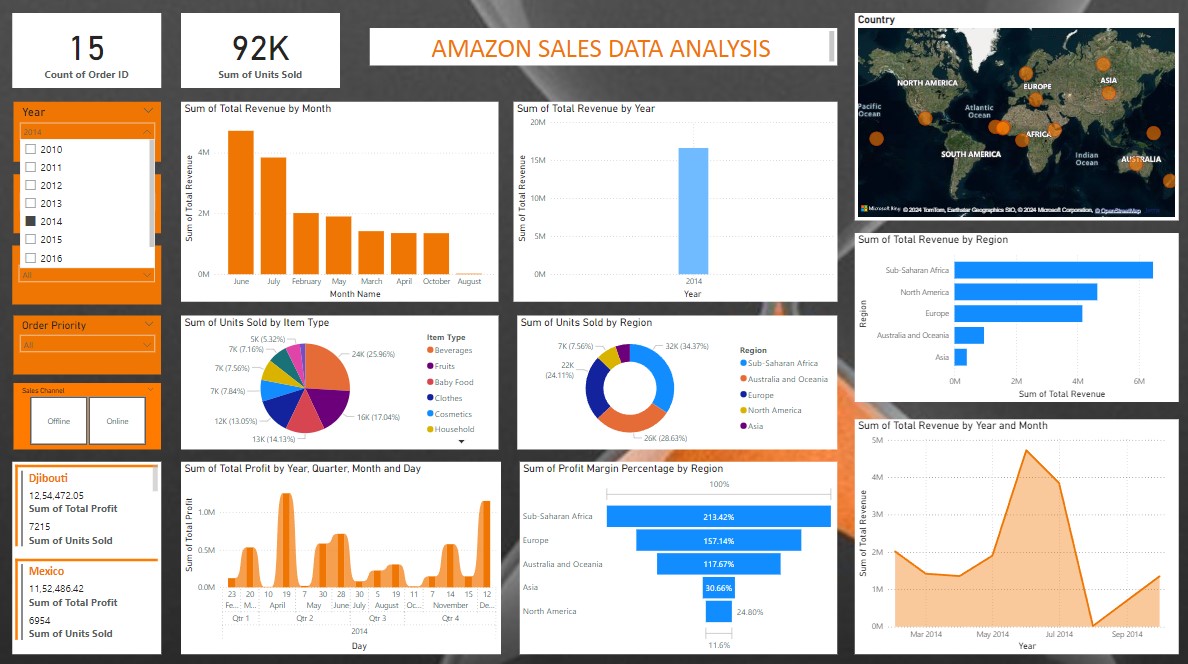 15
Count of Order ID
92K
Sum of Units Sold
AMAZON SALES DATA ANALYSIS
Country
NORTH AMERICA
EUROPE
ASIA
Pacific
Ocean
Atlantic
Ocean
AFRICA
SOUTH AMERICA
Indian
Ocean
AUSTRALIA
Microsoft Bing
© 2024 TomTom, Earthstar Geographics SIO, © 2024 Microsoft Corporation, © OpenStreetMap
Year
2014
2010
2011
2012
2013
2014
2015
2016
All
Order Priority
All
Sales Channel
Offline
Online
Djibouti
12,54,472.05
Sum of Total Profit
7215
Sum of Units Sold
Mexico
11,52,486.42
Sum of Total Profit
6954
Sum of Units Sold
Sum of Total Revenue by Month
Sum of Total Revenue
4M
2M
0M
June July February May March April October August
Month Name
Sum of Total Revenue by Year
Sum of Total Revenue
20M
15M
10M
5M
0M
2014
Year
Sum of Total Revenue by Region
Region
Sub-Saharan Africa
North America
Europe
Australia and Oceania
Asia
0M 2M 4M 6M
Sum of Total Revenue
Sum of Units Sold by Item Type
5K (5.32%)
7K (7.16%)
7K (7.56%)
7K (7.84%)
12K (13.05%)
13K (14.13%)
16K (17.04%)
24K (25.96%)
Item Type
Beverages
Fruits
Baby Food
Clothes
Cosmetics
Household
Sum of Units Sold by Region
7K (7.56%)
22K
(24.11%)
26K (28.63%)
32K (34.37%)
Region
Sub-Saharan Africa
Australia and Oceania
Europe
North America
Asia
Sum of Total Profit by Year, Quarter, Month and Day
Sum of Total Profit
1.0M
0.5M
0.0M
23 20 10 19 7 30 28 30 5 19 11 7 14 15 12
Fe... M... April May June July August Oc... November De...
Qtr 1 Qtr 2 Qtr 3 Qtr 4
2014
Day
Sum of Profit Margin Percentage by Region
100%
Sub-Saharan Africa 213.42%
Europe 157.14%
Australia and Oceania 117.67%
Asia 30.66%
North America 24.80%
11.6%
Sum of Total Revenue by Year and Month
Sum of Total Revenue
5M
4M
3M
2M
1M
0M
Mar 2014 May 2014 Jul 2014 Sep 2014
Year